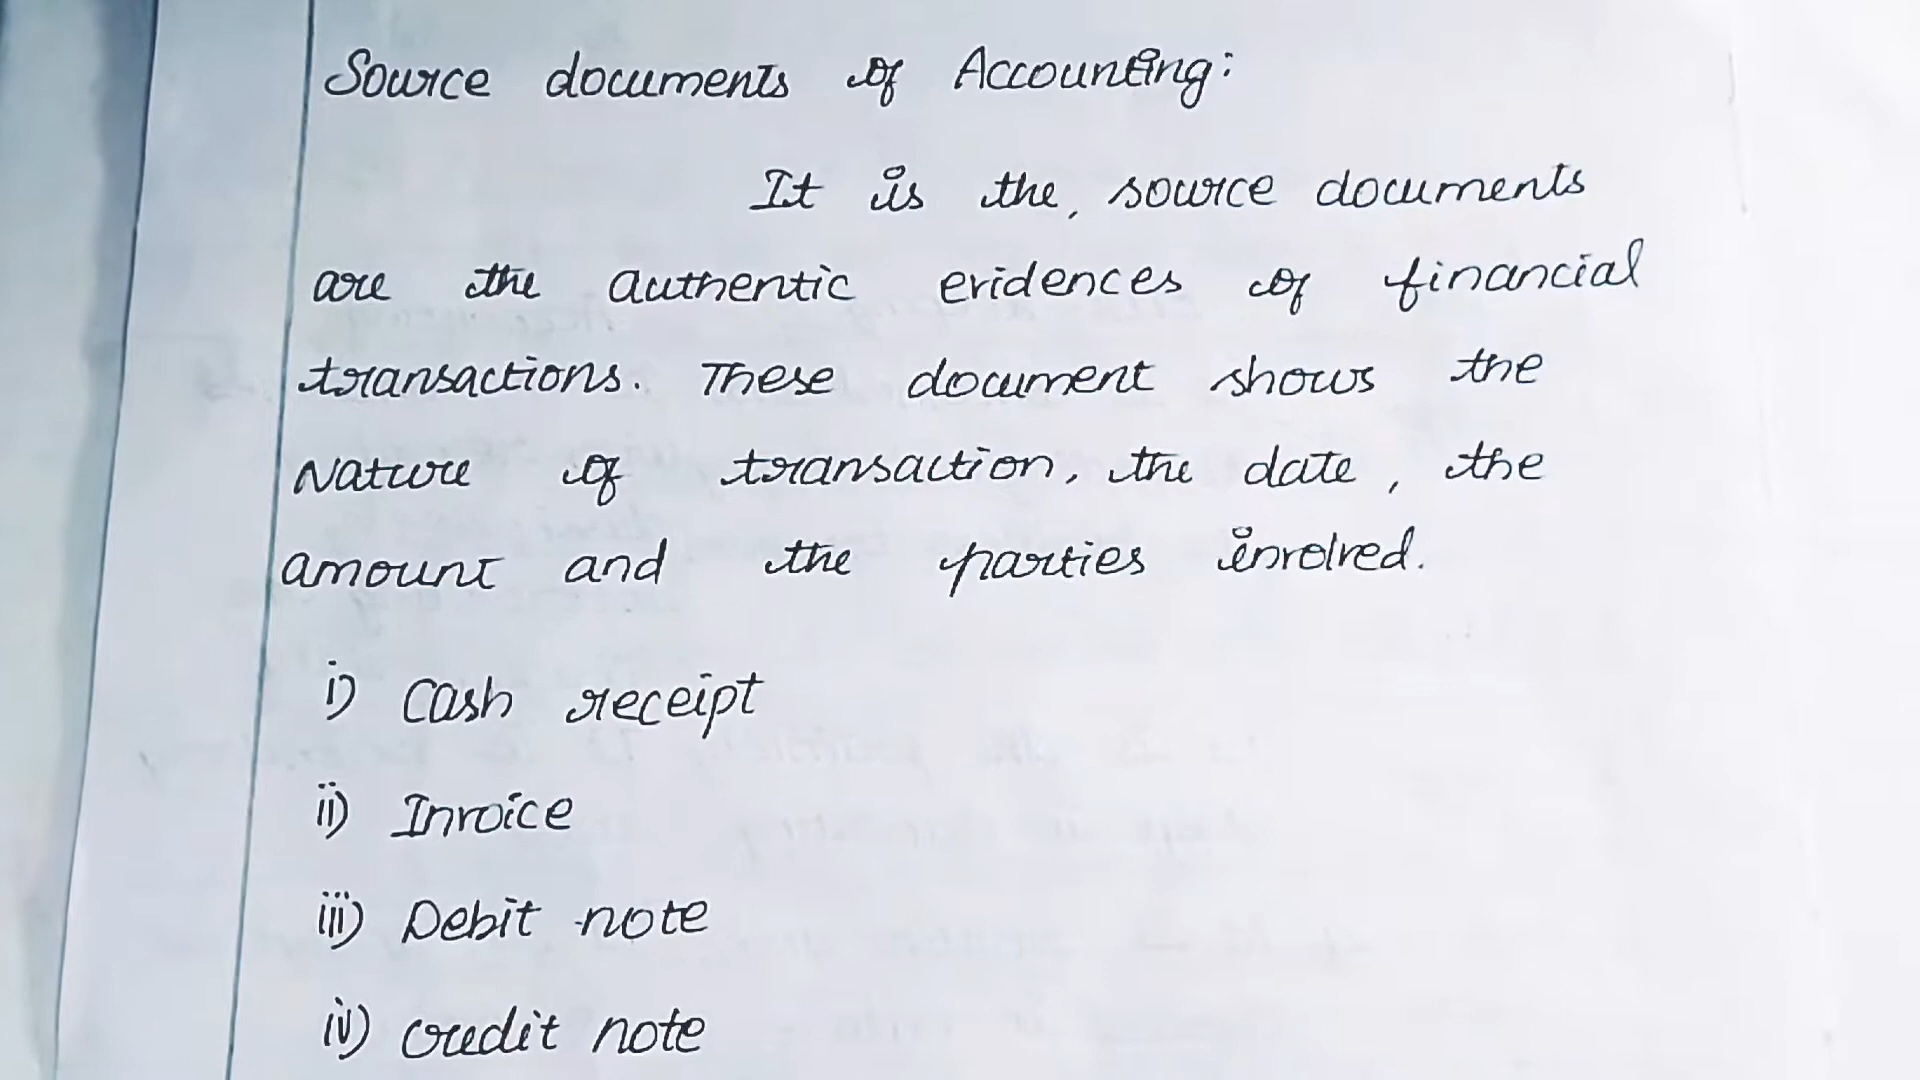 Source documents of Accounting:
It is the, source documents
are the authentic evidences of financial
transactions. These document shows the
Nature of transaction, the date, the
amount and the parties involved.
i) Cash receipt
ii) Invoice
iii) Debit note
iv) credit note